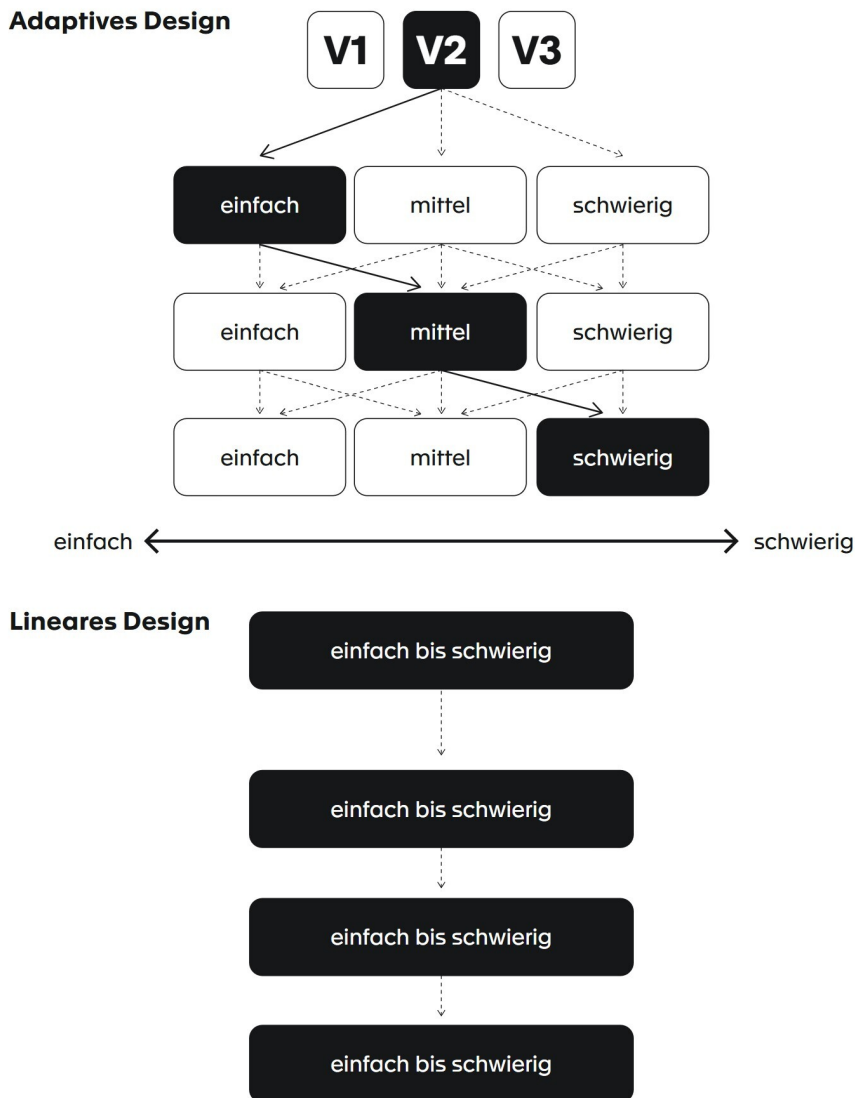 Adaptives Design
V1 V2 V3
einfach mittel schwierig
einfach mittel schwierig
einfach mittel schwierig
einfach schwierig
Lineares Design
einfach bis schwierig
einfach bis schwierig
einfach bis schwierig
einfach bis schwierig